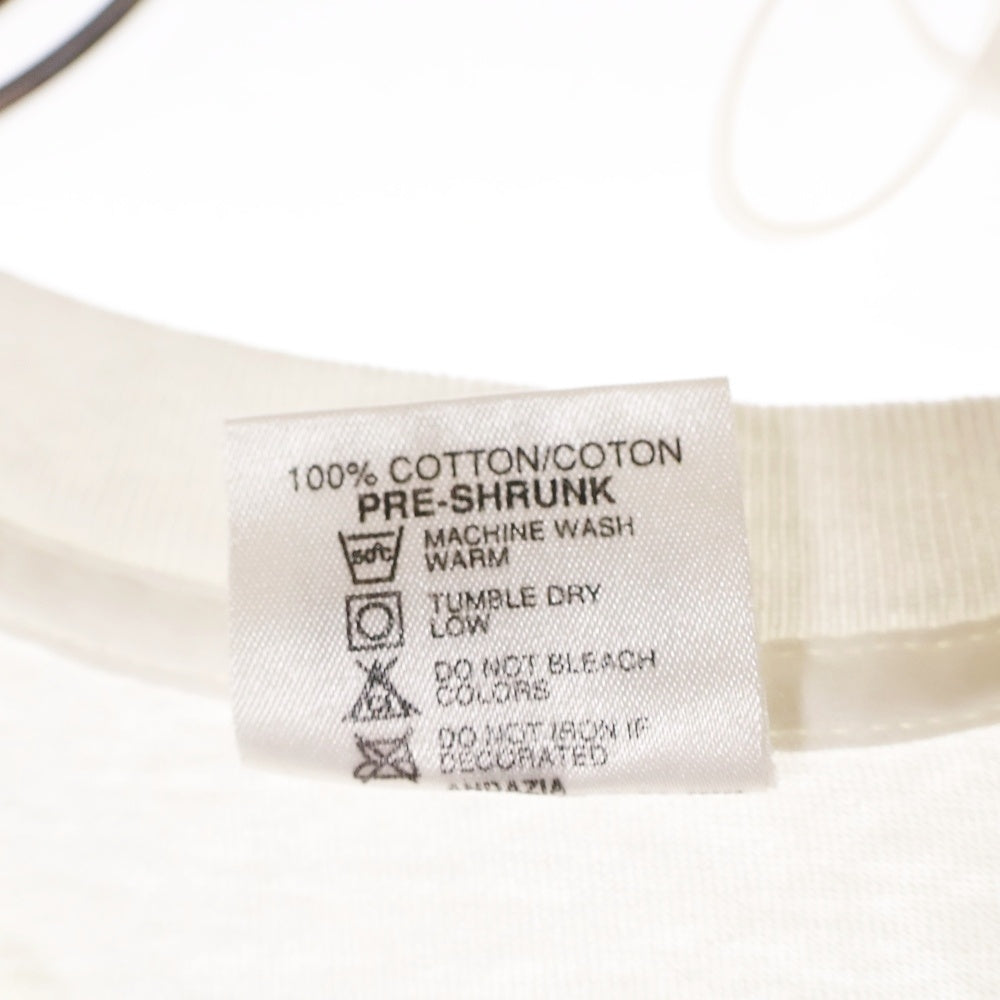 100% COTTON/COTON
PRE-SHRUNK
50°C
MACHINE WASH
WARM
TUMBLE DRY
LOW
DO NOT BLEACH
COLORS
DO NOT IRON IF
DECORATED